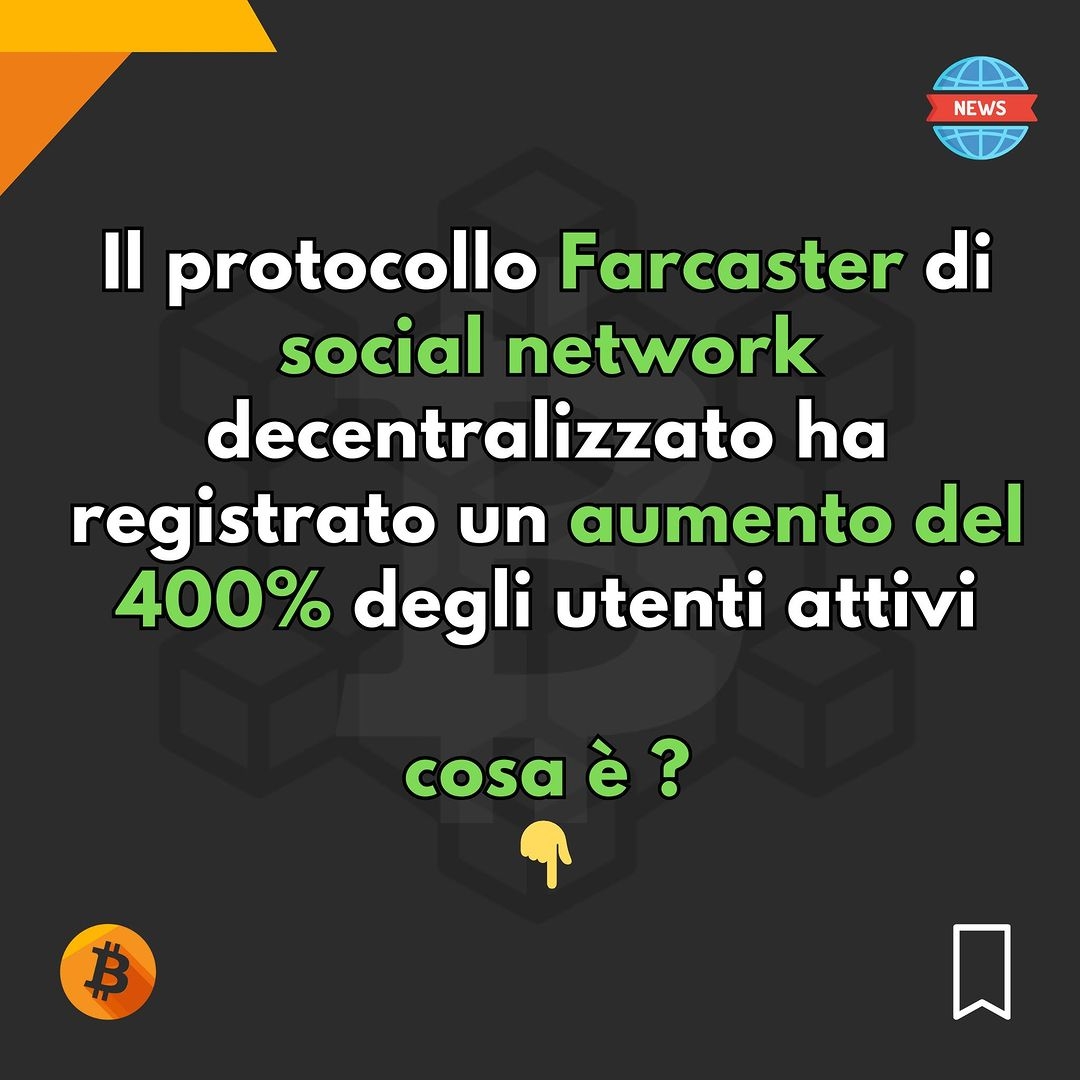 NEWS
Il protocollo Farcaster di
social network
decentralizzato ha
registrato un aumento del
400% degli utenti attivi
cosa è ?